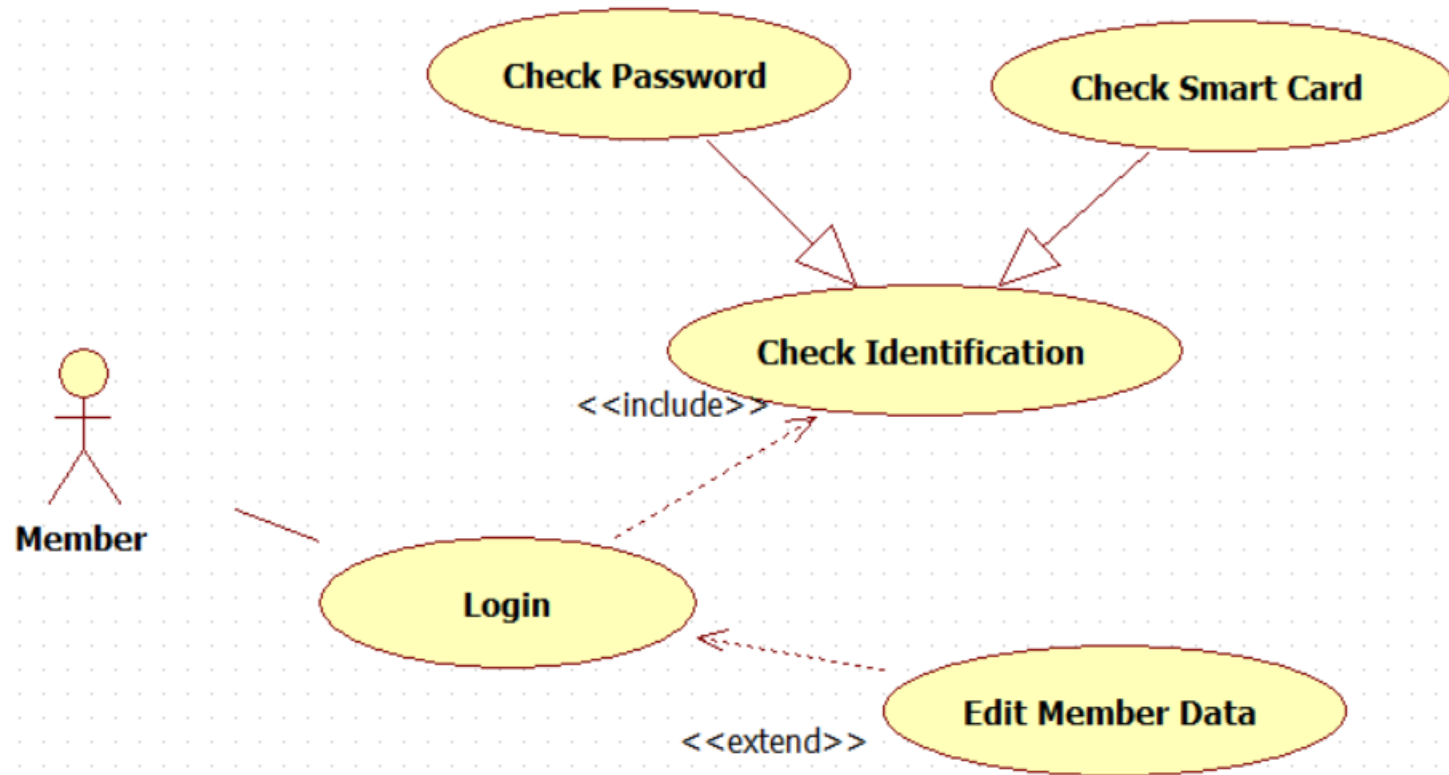 Check Password
Check Smart Card
Check Identification
<<include>>
Member
Login
Edit Member Data
<<extend>>